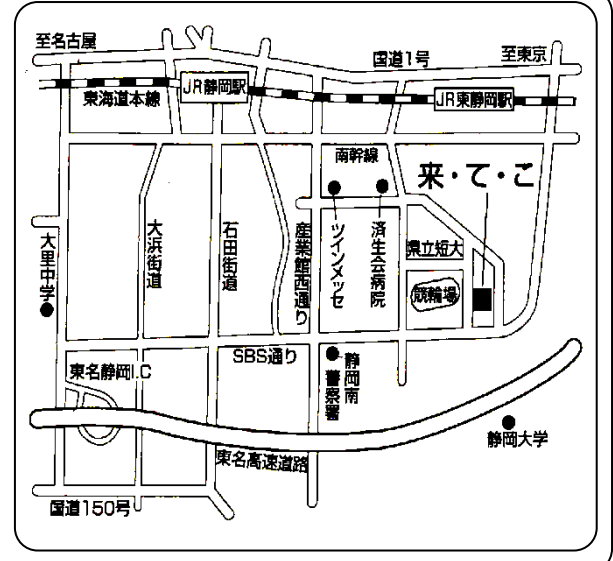 至名古屋
国道1号
至東京
JR静岡駅
JR東静岡駅
東海道本線
南幹線
来・て・こ
大里中学
大浜街道
石田街道
産業館西通り
ツインメッセ
済生会病院
県立短大
競輪場
SBS通り
静岡南
警察署
東名静岡I.C
静岡大学
東名高速道路
国道150号